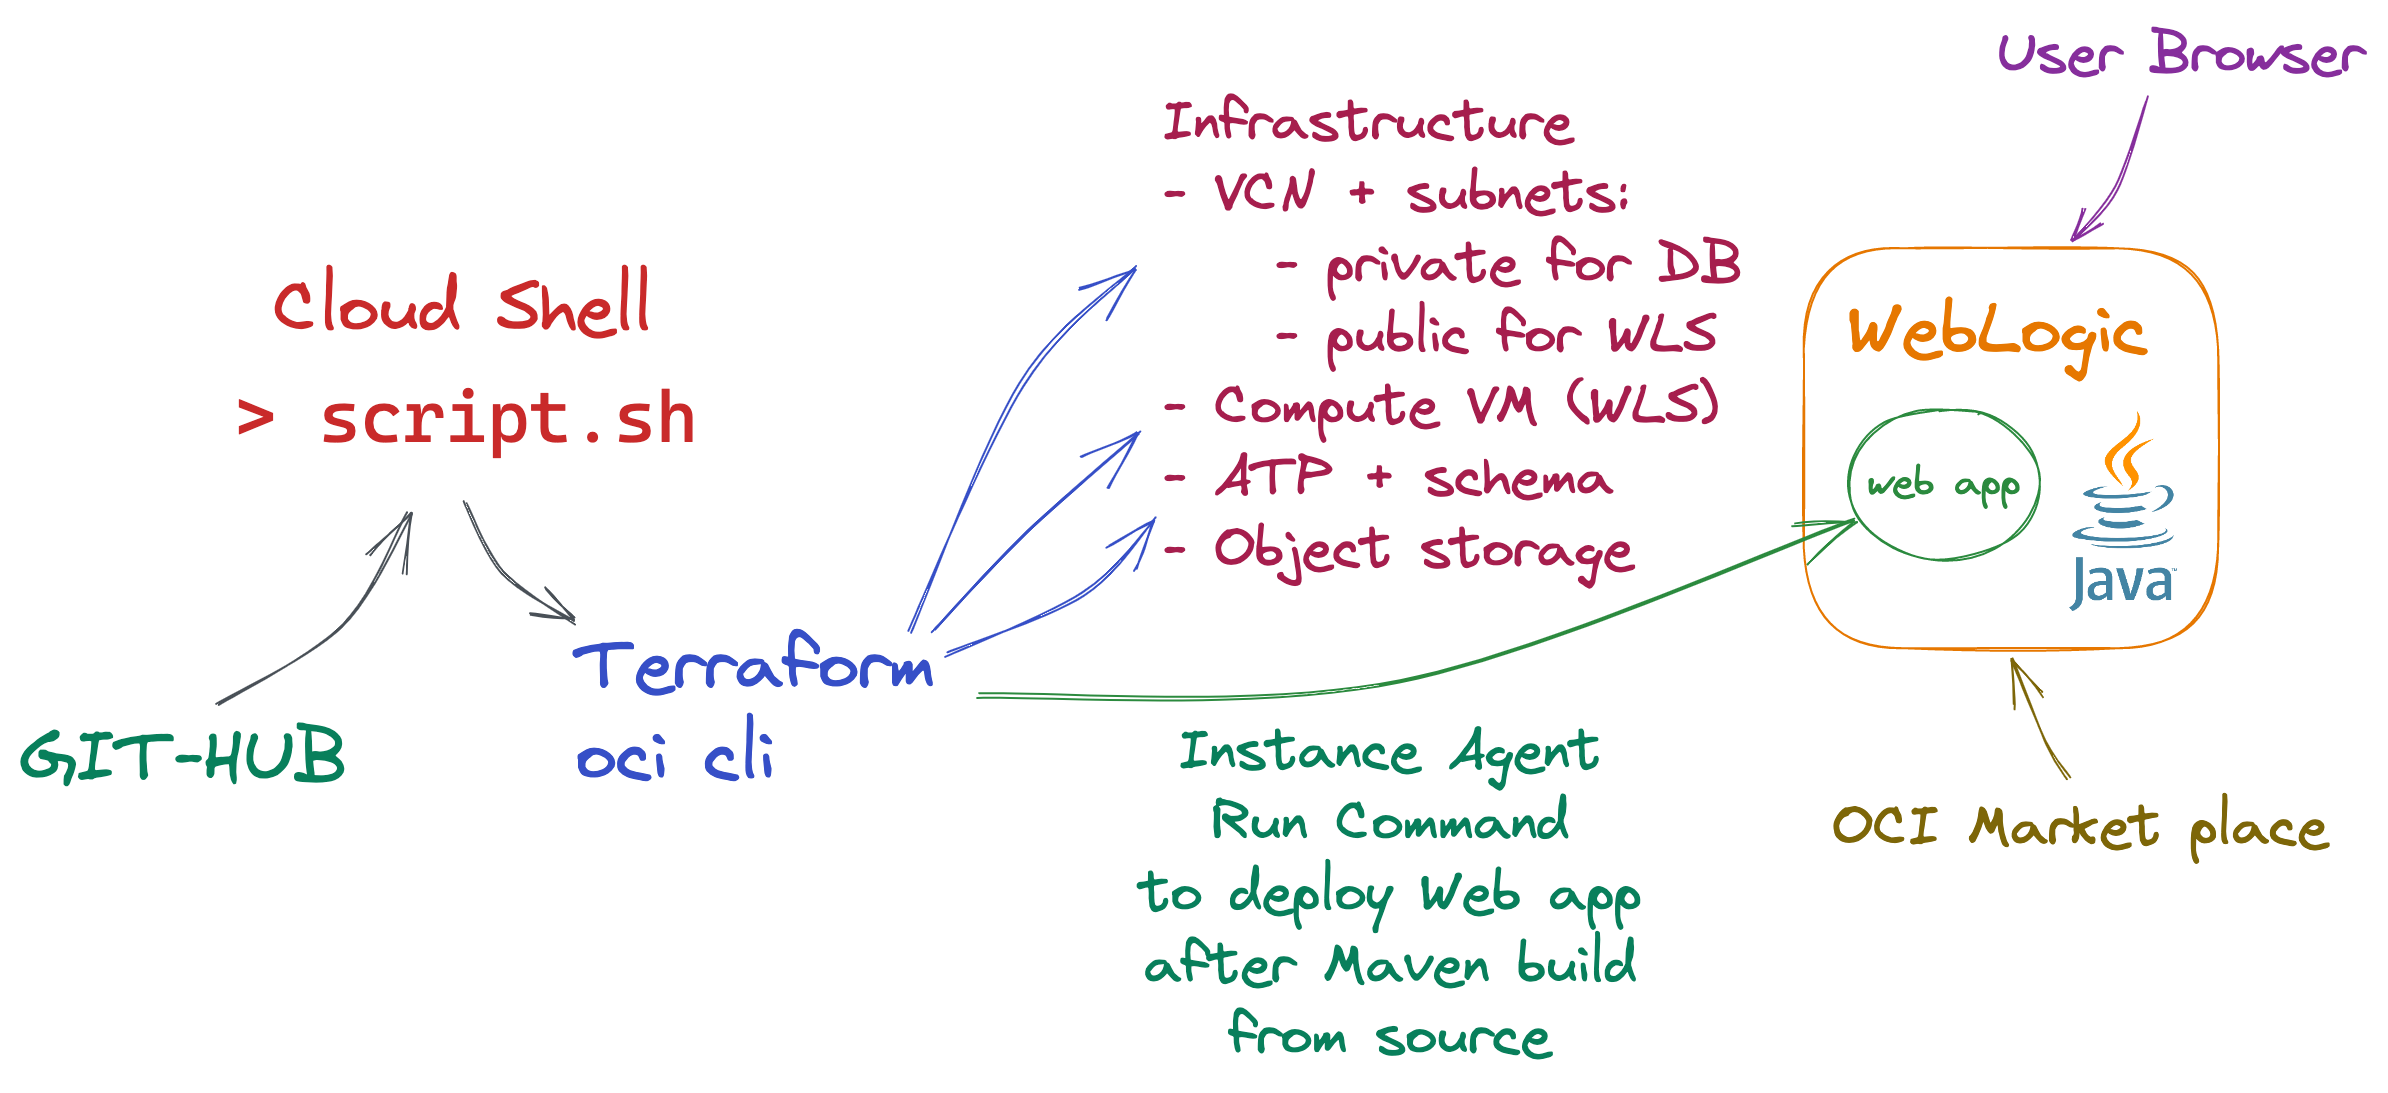 User Browser
Infrastructure
- VCN + subnets:
- private for DB
- public for WLS
- Compute VM (WLS)
- ATP + schema
- Object storage
Cloud Shell
> script.sh
WebLogic
web app
Java™
Terraform
oci cli
GIT-HUB
Instance Agent
Run Command
to deploy Web app
after Maven build
from source
OCI Market place